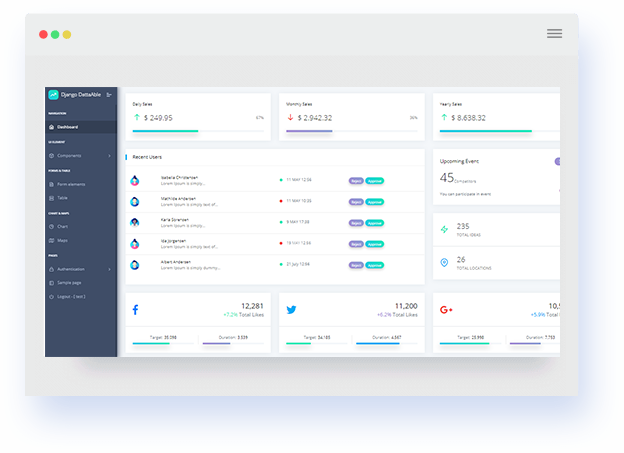 Django DattaAble
NAVIGATION
Dashboard
UI ELEMENT
Components
FORMS & TABLE
Form elements
Table
CHART & MAPS
Chart
Maps
PAGES
Authentication
Sample page
Logout - [ test ]
Daily Sales
$ 249.95
67%
Monthly Sales
$ 2.942.32
36%
Yearly Sales
$ 8.638.32
Recent Users
Isabella Christensen
Lorem Ipsum is simply...
11 MAY 12:56
Reject
Approve
Mathilde Andersen
Lorem Ipsum is simply text of...
11 MAY 10:35
Reject
Approve
Karla Sorensen
Lorem Ipsum is simply...
9 MAY 17:38
Reject
Approve
Ida Jorgensen
Lorem Ipsum is simply text of...
12:56
Reject
Approve
Albert Andersen
Lorem Ipsum is simply dummy...
21 July 12:56
Reject
Approve
Upcoming Event
45
Competitors
You can participate in event
235
TOTAL IDEAS
26
TOTAL LOCATIONS
12,281
+7.2% Total Likes
Target: 35,098
Duration: 3,539
11,200
+6.2% Total Likes
Target: 34,185
Duration: 4,567
G+
10,5
+5.9% Total Likes
Target: 25,998
Duration: 7,753